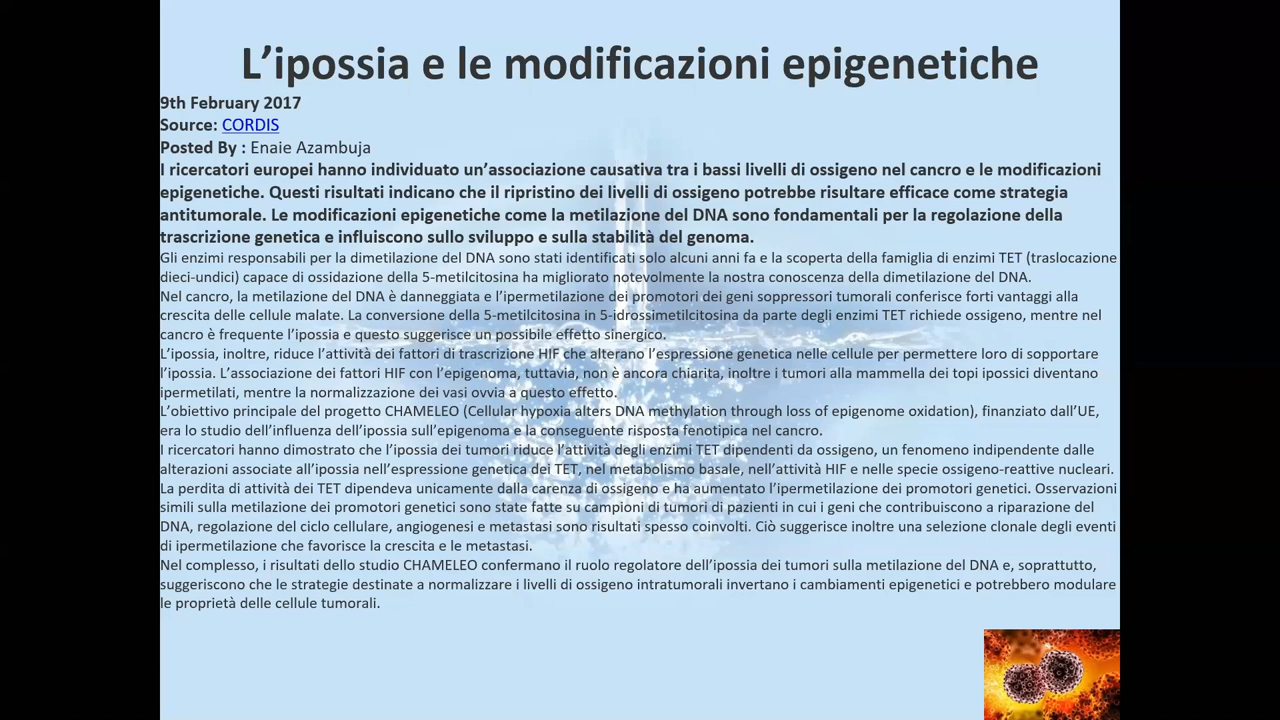 L’ipossia e le modificazioni epigenetiche
9th February 2017
Source: CORDIS
Posted By : Enaie Azambuja
I ricercatori europei hanno individuato un’associazione causativa tra i bassi livelli di ossigeno nel cancro e le modificazioni
epigenetiche. Questi risultati indicano che il ripristino dei livelli di ossigeno potrebbe risultare efficace come strategia
antitumorale. Le modificazioni epigenetiche come la metilazione del DNA sono fondamentali per la regolazione della
trascrizione genetica e influiscono sullo sviluppo e sulla stabilità del genoma.
Gli enzimi responsabili per la dimetilazione del DNA sono stati identificati solo alcuni anni fa e la scoperta della famiglia di enzimi TET (traslocazione
dieci-undici) capace di ossidazione della 5-metilcitosina ha migliorato notevolmente la nostra conoscenza della dimetilazione del DNA.
Nel cancro, la metilazione del DNA è danneggiata e l’ipermetilazione dei promotori dei geni soppressori tumorali conferisce forti vantaggi alla
crescita delle cellule malate. La conversione della 5-metilcitosina in 5-idrossimetilcitosina da parte degli enzimi TET richiede ossigeno, mentre nel
cancro è frequente l’ipossia e questo suggerisce un possibile effetto sinergico.
L’ipossia, inoltre, riduce l’attività dei fattori di trascrizione HIF che alterano l’espressione genetica nelle cellule per permettere loro di sopportare
l’ipossia. L’associazione dei fattori HIF con l’epigenoma, tuttavia, non è ancora chiarita, inoltre i tumori alla mammella dei topi ipossici diventano
ipermetilati, mentre la normalizzazione dei vasi ovvia a questo effetto.
L’obiettivo principale del progetto CHAMELEO (Cellular hypoxia alters DNA methylation through loss of epigenome oxidation), finanziato dall’UE,
era lo studio dell’influenza dell’ipossia sull’epigenoma e la conseguente risposta fenotipica nel cancro.
I ricercatori hanno dimostrato che l’ipossia dei tumori riduce l’attività degli enzimi TET dipendenti da ossigeno, un fenomeno indipendente dalle
alterazioni associate all’ipossia nell’espressione genetica dei TET, nel metabolismo basale, nell’attività HIF e nelle specie ossigeno-reattive nucleari.
La perdita di attività dei TET dipendeva unicamente dalla carenza di ossigeno e ha aumentato l’ipermetilazione dei promotori genetici. Osservazioni
simili sulla metilazione dei promotori genetici sono state fatte su campioni di tumori di pazienti in cui i geni che contribuiscono a riparazione del
DNA, regolazione del ciclo cellulare, angiogenesi e metastasi sono risultati spesso coinvolti. Ciò suggerisce inoltre una selezione clonale degli eventi
di ipermetilazione che favorisce la crescita e le metastasi.
Nel complesso, i risultati dello studio CHAMELEO confermano il ruolo regolatore dell’ipossia dei tumori sulla metilazione del DNA e, soprattutto,
suggeriscono che le strategie destinate a normalizzare i livelli di ossigeno intratumorali invertano i cambiamenti epigenetici e potrebbero modulare
le proprietà delle cellule tumorali.